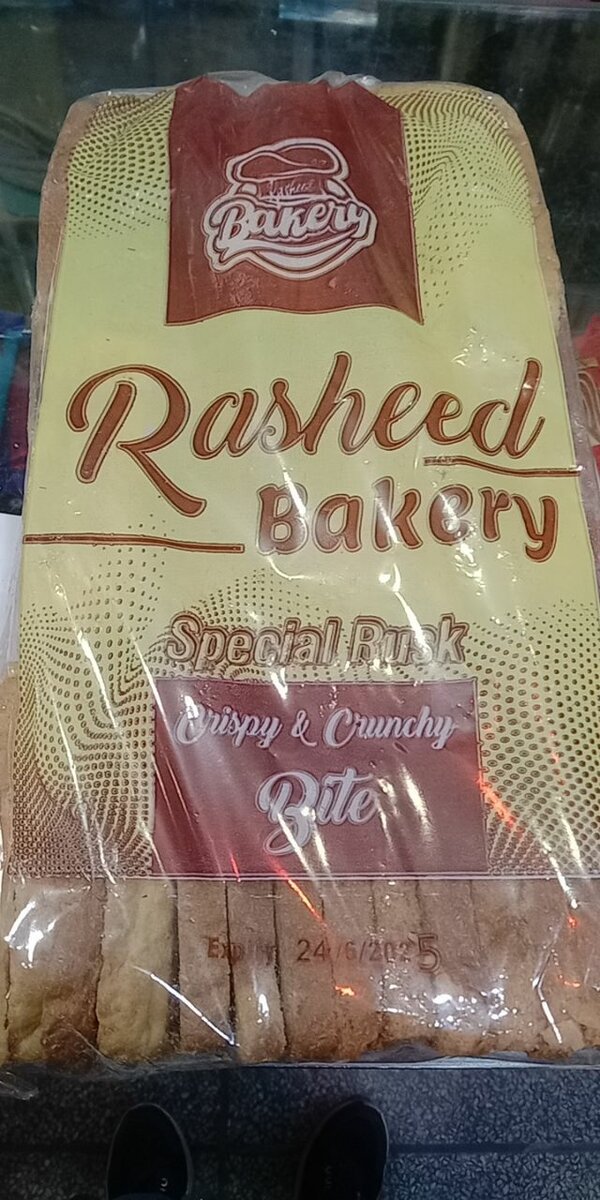 Bakery
Rasheed
Bakery
Special Rusk
Crispy & Crunchy
Bite
Expiry 24/6/2025